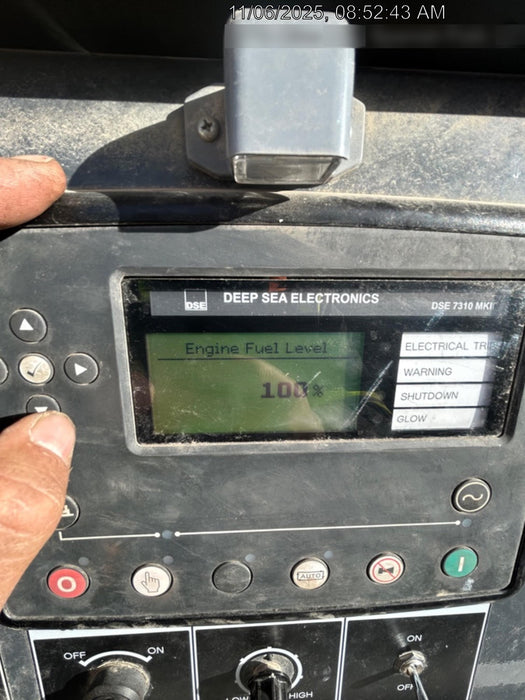 11/06/2025, 08:52:43 AM
DSE
DEEP SEA ELECTRONICS
DSE 7310 MKII
Engine Fuel Level
100%
ELECTRICAL TRIP
WARNING
SHUTDOWN
GLOW
AUTO
OFF
ON
LOW
HIGH
ON
OFF